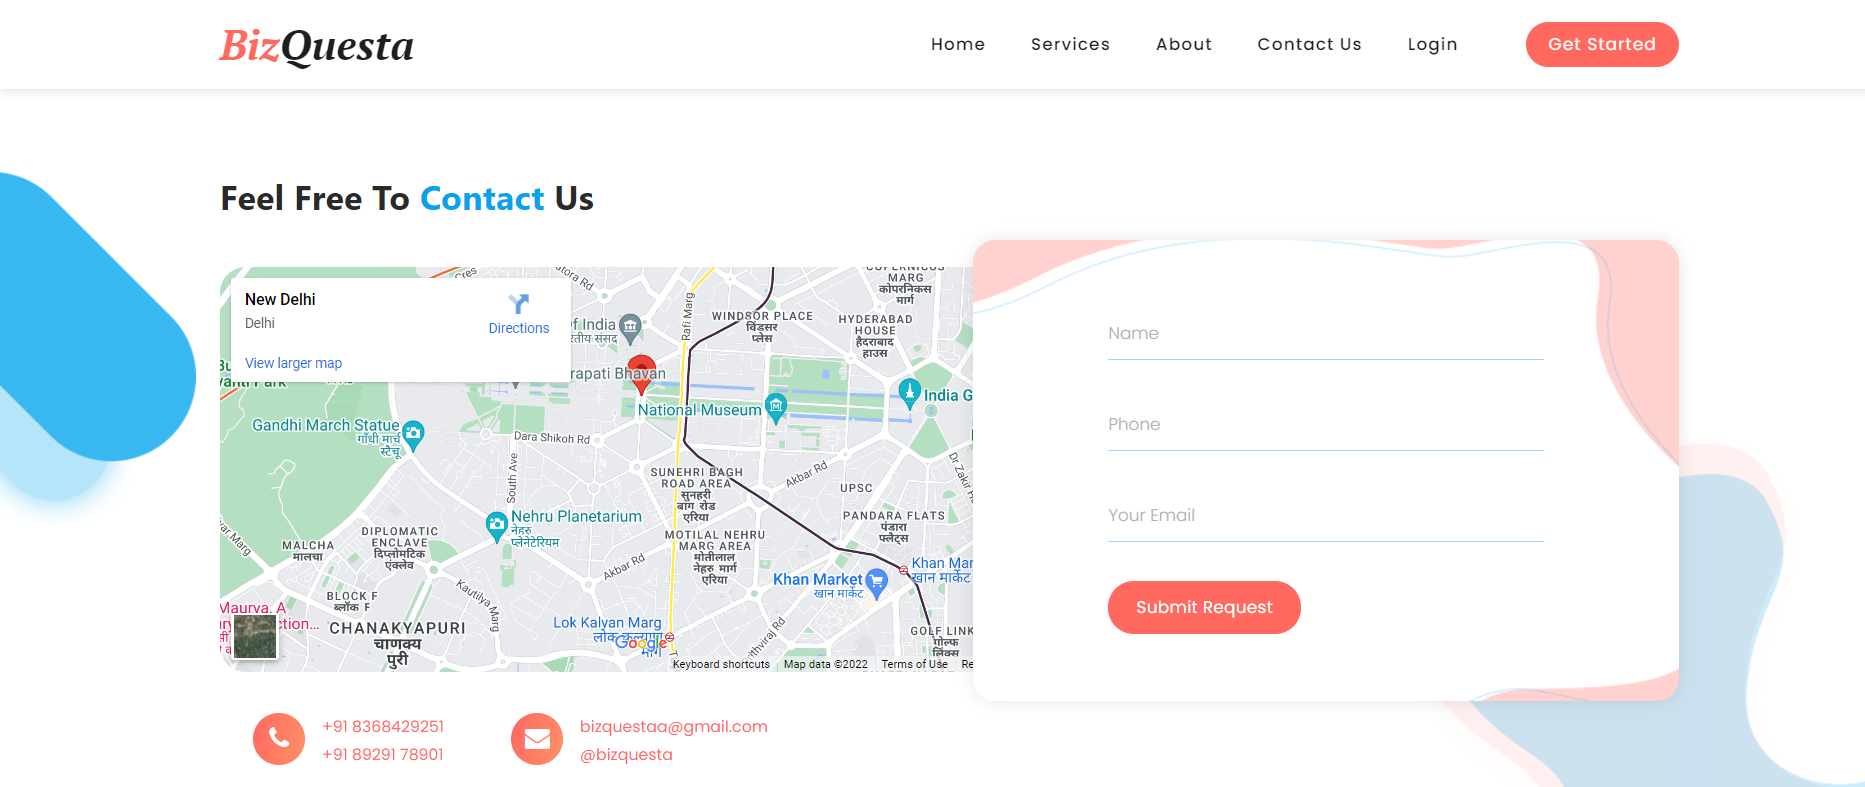 BizQuesta
Home Services About Contact Us Login Get Started
Feel Free To Contact Us
New Delhi
Delhi
Directions
View larger map
Rafi Marg
WINDSOR PLACE
विंडसर
प्लेस
COPERNICUS
MARG
कोपरनिकस
मार्ग
HYDERABAD
HOUSE
हैदराबाद
हाउस
of India
तीय संसद
rapati Bhavan
National Museum
India G
Gandhi March Statue
गाँधी मार्च
स्टैचू
Dara Shikoh Rd
South Ave
SUNEHRI BAGH
ROAD AREA
सुनहरी
बाग रोड
एरिया
Akbar Rd
UPSC
Dr Zakir
PANDARA FLATS
पंडारा
फ्लैट्स
Nehru Planetarium
नेहरु
प्लेनेटेरियम
MOTILAL NEHRU
MARG AREA
मोतीलाल
नेहरु मार्ग
एरिया
DIPLOMATIC
ENCLAVE
डिप्लोमटिक
एंक्लेव
MALCHA
मालचा
Akbar Rd
Khan Market
खान मार्केट
Khan Mar
खान मार्केट
Kautilya Marg
BLOCK F
ब्लॉक F
Maurya, A
ction...
CHANAKYAPURI
चाणक्य
पुरी
Lok Kalyan Marg
लोक कल्याण
मार्ग
Google
GOLF LINK
गोल्फ
लिंक्स
Keyboard shortcuts Map data ©2022 Terms of Use Re
Name
Phone
Your Email
Submit Request
+91 8368429251
+91 89291 78901
bizquestaa@gmail.com
@bizquesta